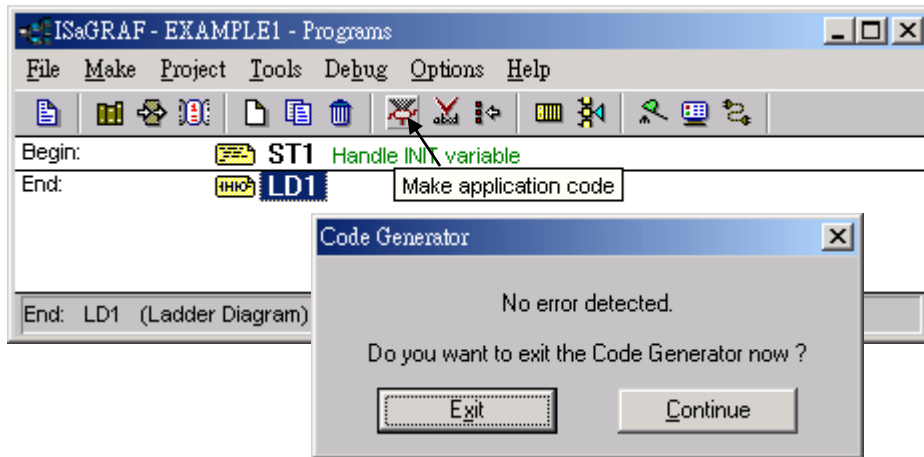 ISaGRAF - EXAMPLE1 - Programs
File Make Project Tools Debug Options Help
Begin: ST1 Handle INIT variable
End: LD1
Make application code
End: LD1 (Ladder Diagram)
Code Generator
No error detected.
Do you want to exit the Code Generator now ?
Exit Continue